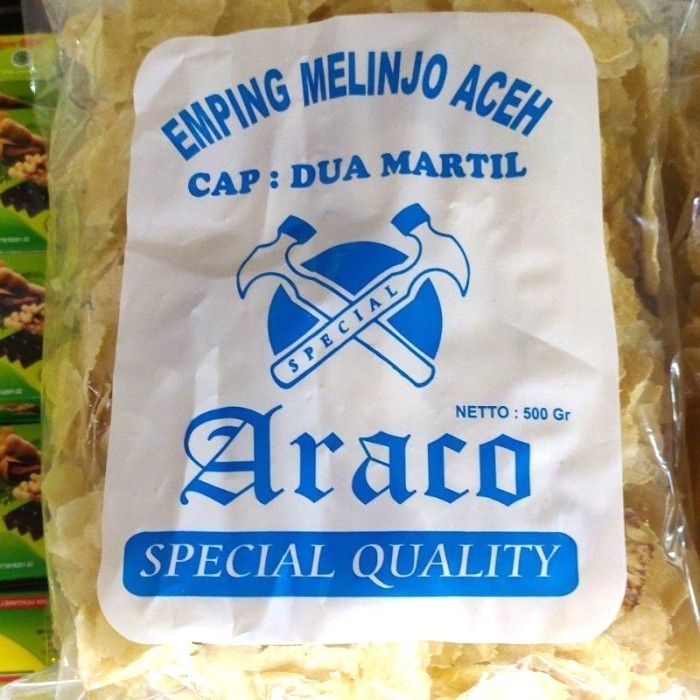 EMPING MELINJO ACEH
CAP : DUA MARTIL
SPECIAL
NETTO : 500 Gr
Araco
SPECIAL QUALITY